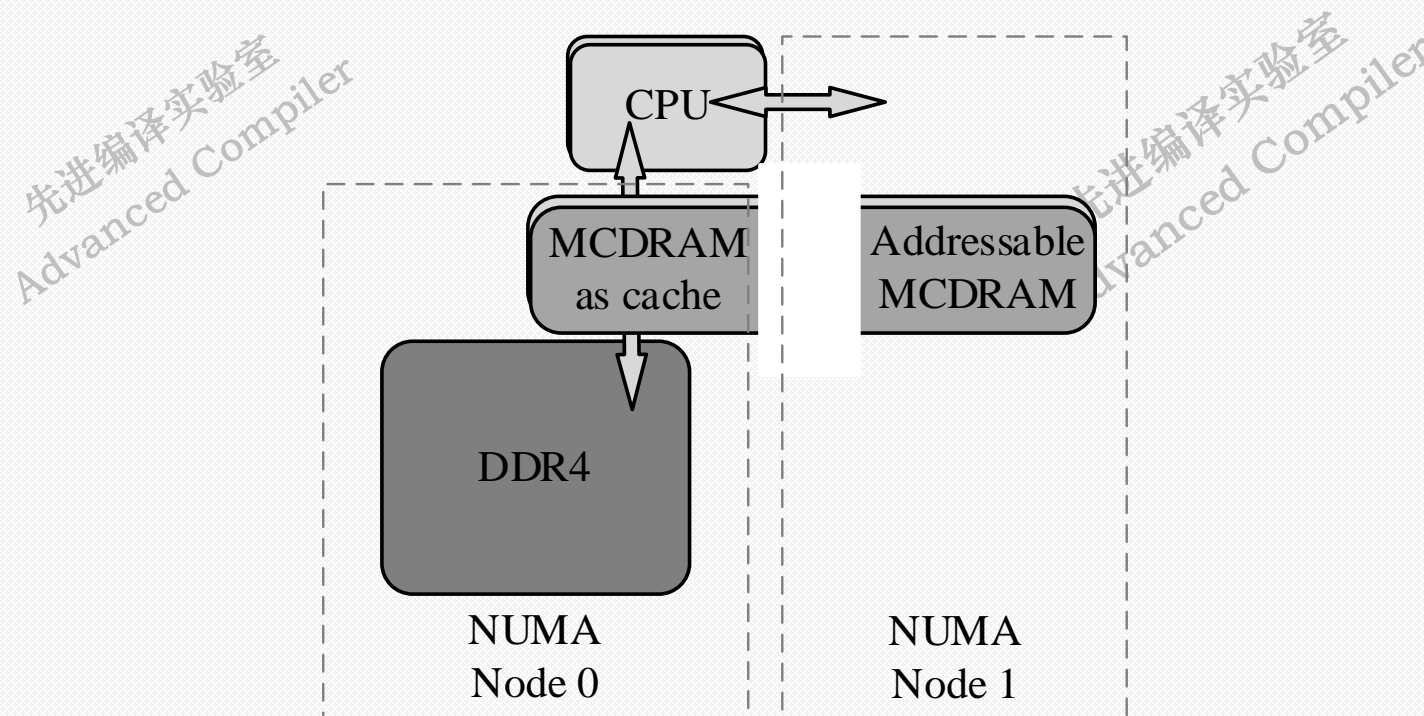 先进编译实验室
Advanced Compiler
CPU
先进编译实验室
Advanced Compiler
MCDRAM
as cache
Addressable
MCDRAM
DDR4
NUMA
Node 0
NUMA
Node 1